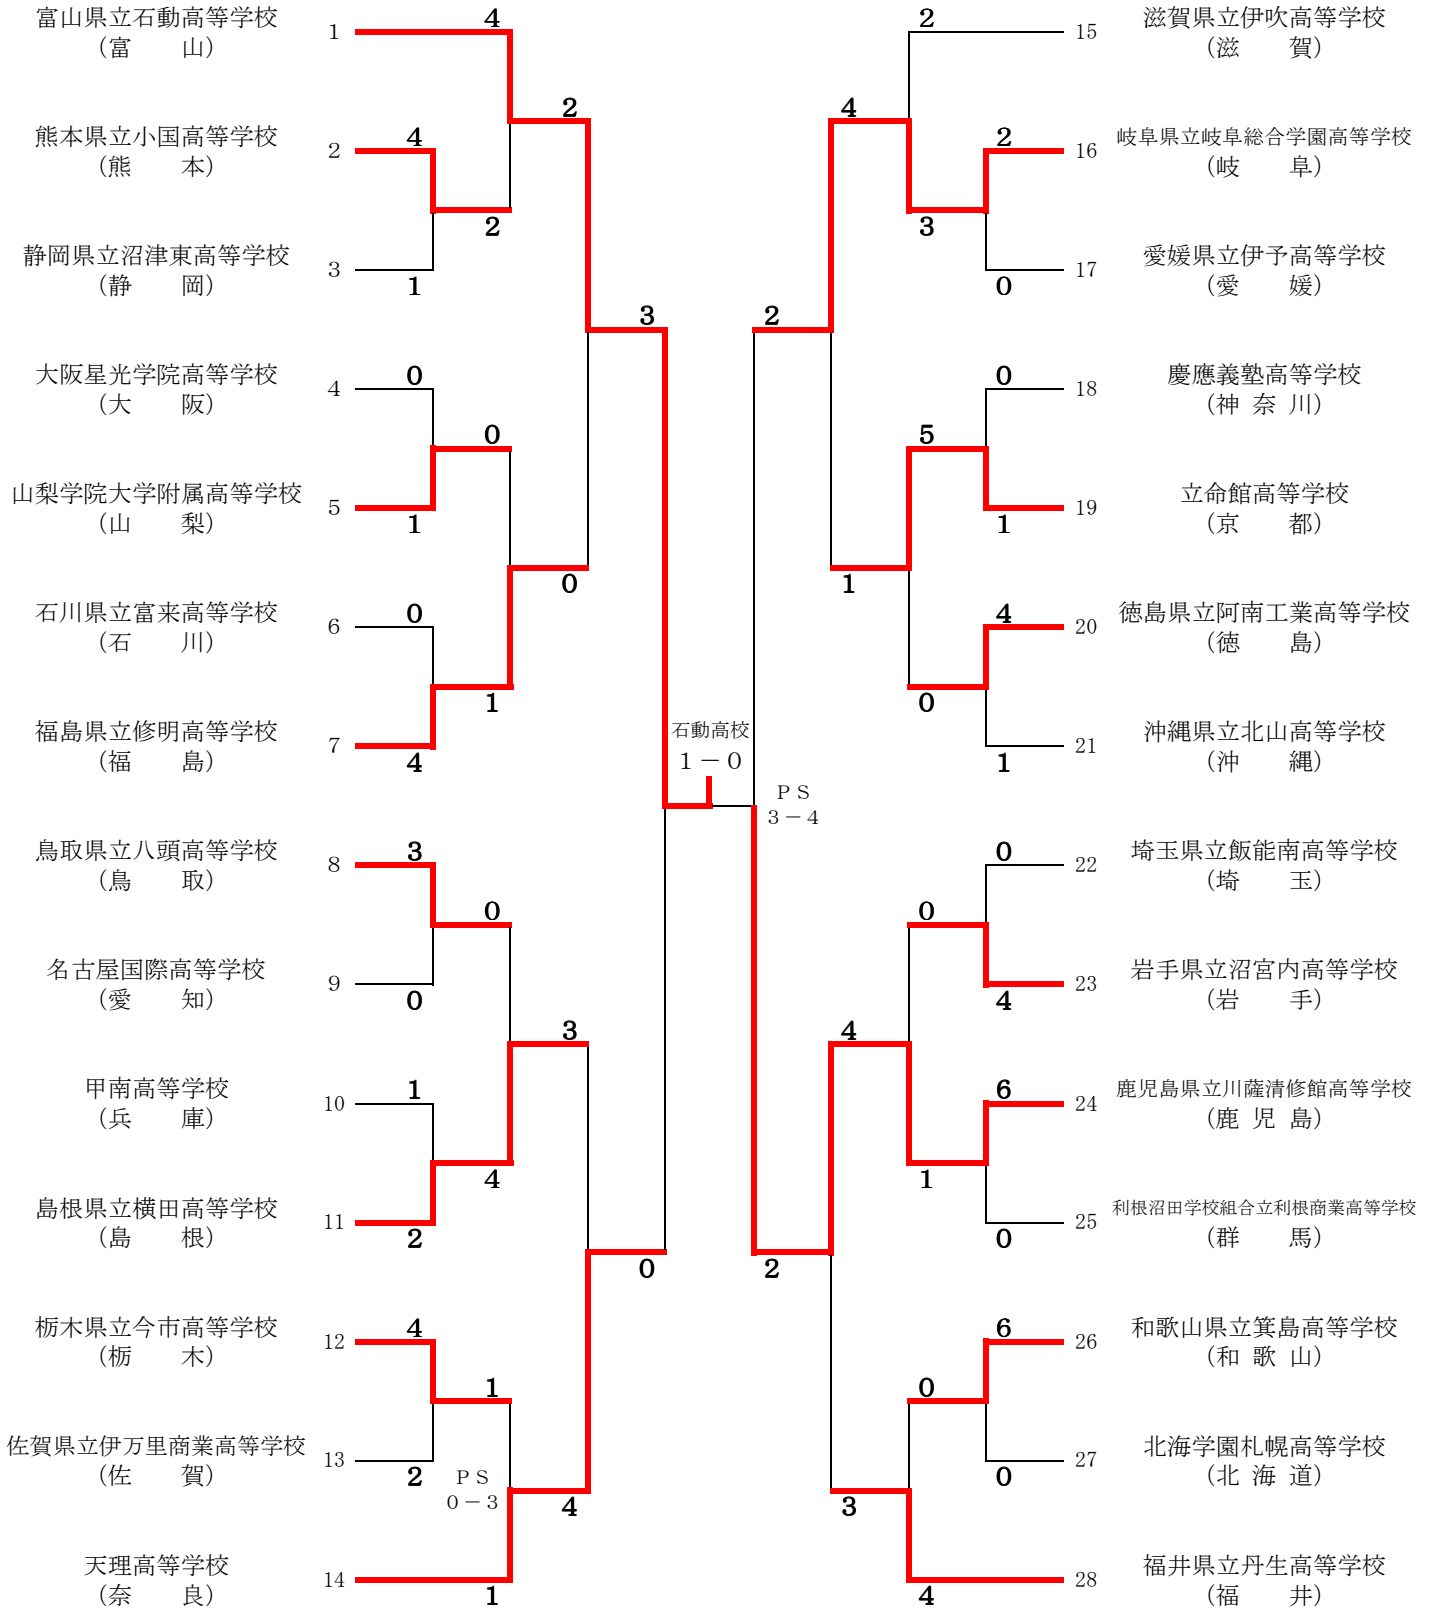 富山県立石動高等学校
（富　　山）
1
4
熊本県立小国高等学校
（熊　　本）
2
4
静岡県立沼津東高等学校
（静　　岡）
3
1
大阪星光学院高等学校
（大　　阪）
4
0
山梨学院大学附属高等学校
（山　　梨）
5
1
石川県立富来高等学校
（石　　川）
6
0
福島県立修明高等学校
（福　　島）
7
4
鳥取県立八頭高等学校
（鳥　　取）
8
3
名古屋国際高等学校
（愛　　知）
9
0
甲南高等学校
（兵　　庫）
10
1
島根県立横田高等学校
（島　　根）
11
2
栃木県立今市高等学校
（栃　　木）
12
4
佐賀県立伊万里商業高等学校
（佐　　賀）
13
2
天理高等学校
（奈　　良）
14
1
2
0
1
0
4
1
ＰＳ
０－３
2
0
3
4
3
0
石動高校
１－０
ＰＳ
３－４
2
2
4
1
4
3
3
5
0
0
1
0
2
15
滋賀県立伊吹高等学校
（滋　　賀）
2
16
岐阜県立岐阜総合学園高等学校
（岐　　阜）
0
17
愛媛県立伊予高等学校
（愛　　媛）
0
18
慶應義塾高等学校
（神 奈 川）
1
19
立命館高等学校
（京　　都）
4
20
徳島県立阿南工業高等学校
（徳　　島）
1
21
沖縄県立北山高等学校
（沖　　縄）
0
22
埼玉県立飯能南高等学校
（埼　　玉）
4
23
岩手県立沼宮内高等学校
（岩　　手）
6
24
鹿児島県立川薩清修館高等学校
（鹿 児 島）
0
25
利根沼田学校組合立利根商業高等学校
（群　　馬）
6
26
和歌山県立箕島高等学校
（和 歌 山）
0
27
北海学園札幌高等学校
（北 海 道）
4
28
福井県立丹生高等学校
（福　　井）